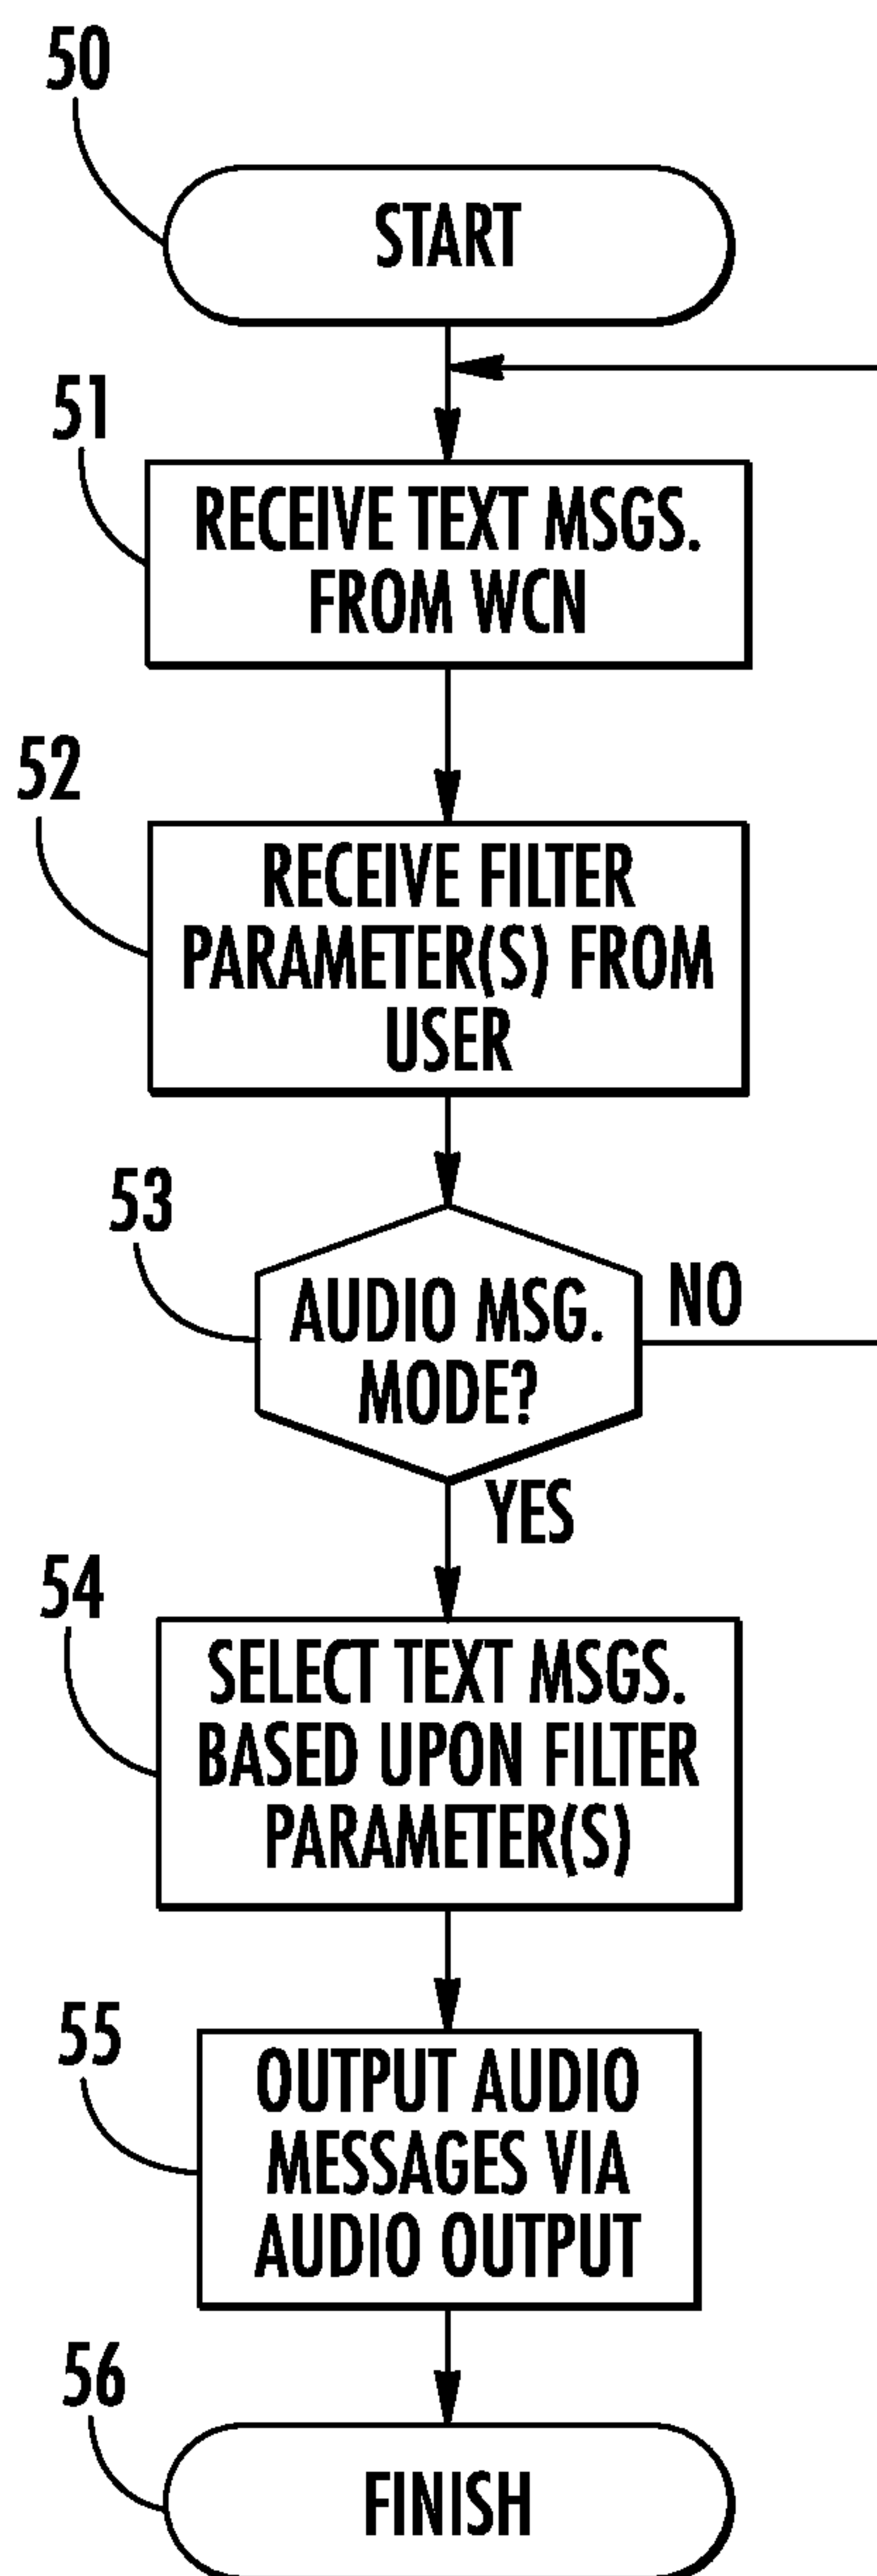 50
START
51
RECEIVE TEXT MSGS.
FROM WCN
52
RECEIVE FILTER
PARAMETER(S) FROM
USER
53
AUDIO MSG.
MODE?
NO
YES
54
SELECT TEXT MSGS.
BASED UPON FILTER
PARAMETER(S)
55
OUTPUT AUDIO
MESSAGES VIA
AUDIO OUTPUT
56
FINISH